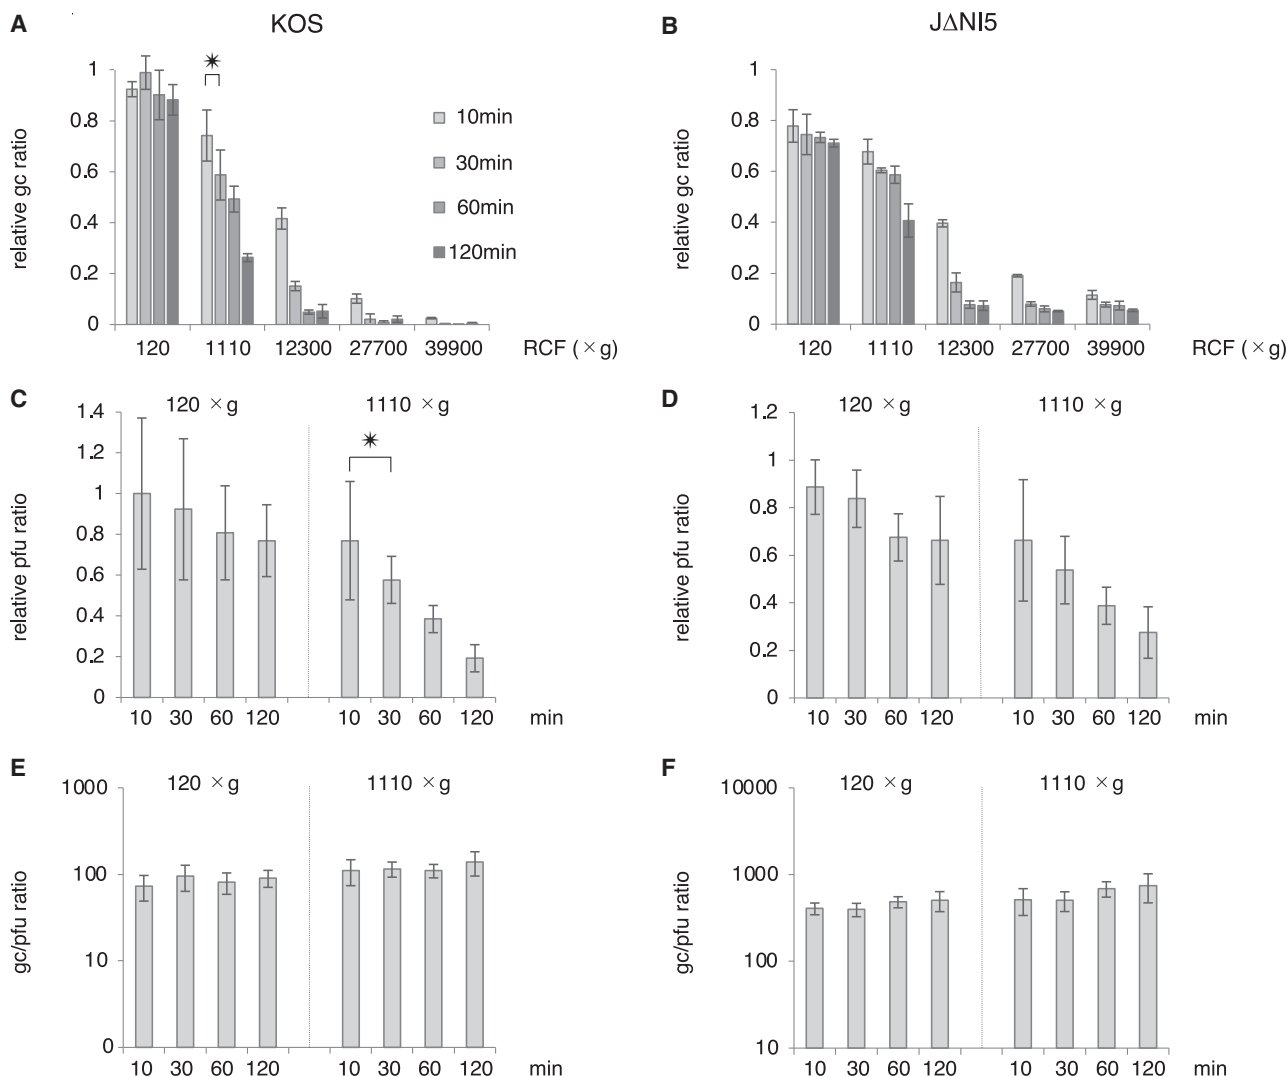 A
KOS
relative gc ratio
1
0.8
0.6
0.4
0.2
0
10min
30min
60min
120min
120 1110 12300 27700 39900 RCF (×g)
B
JΔNI5
relative gc ratio
1
0.8
0.6
0.4
0.2
0
120 1110 12300 27700 39900 RCF (×g)
C
120 ×g 1110 ×g
relative pfu ratio
1.4
1.2
1
0.8
0.6
0.4
0.2
0
10 30 60 120 10 30 60 120 min
D
120 ×g 1110 ×g
relative pfu ratio
1.2
1
0.8
0.6
0.4
0.2
0
10 30 60 120 10 30 60 120 min
E
120 ×g 1110 ×g
gc/pfu ratio
1000
100
10
0
10 30 60 120 10 30 60 120 min
F
120 ×g 1110 ×g
gc/pfu ratio
10000
1000
100
10
10 30 60 120 10 30 60 120 min